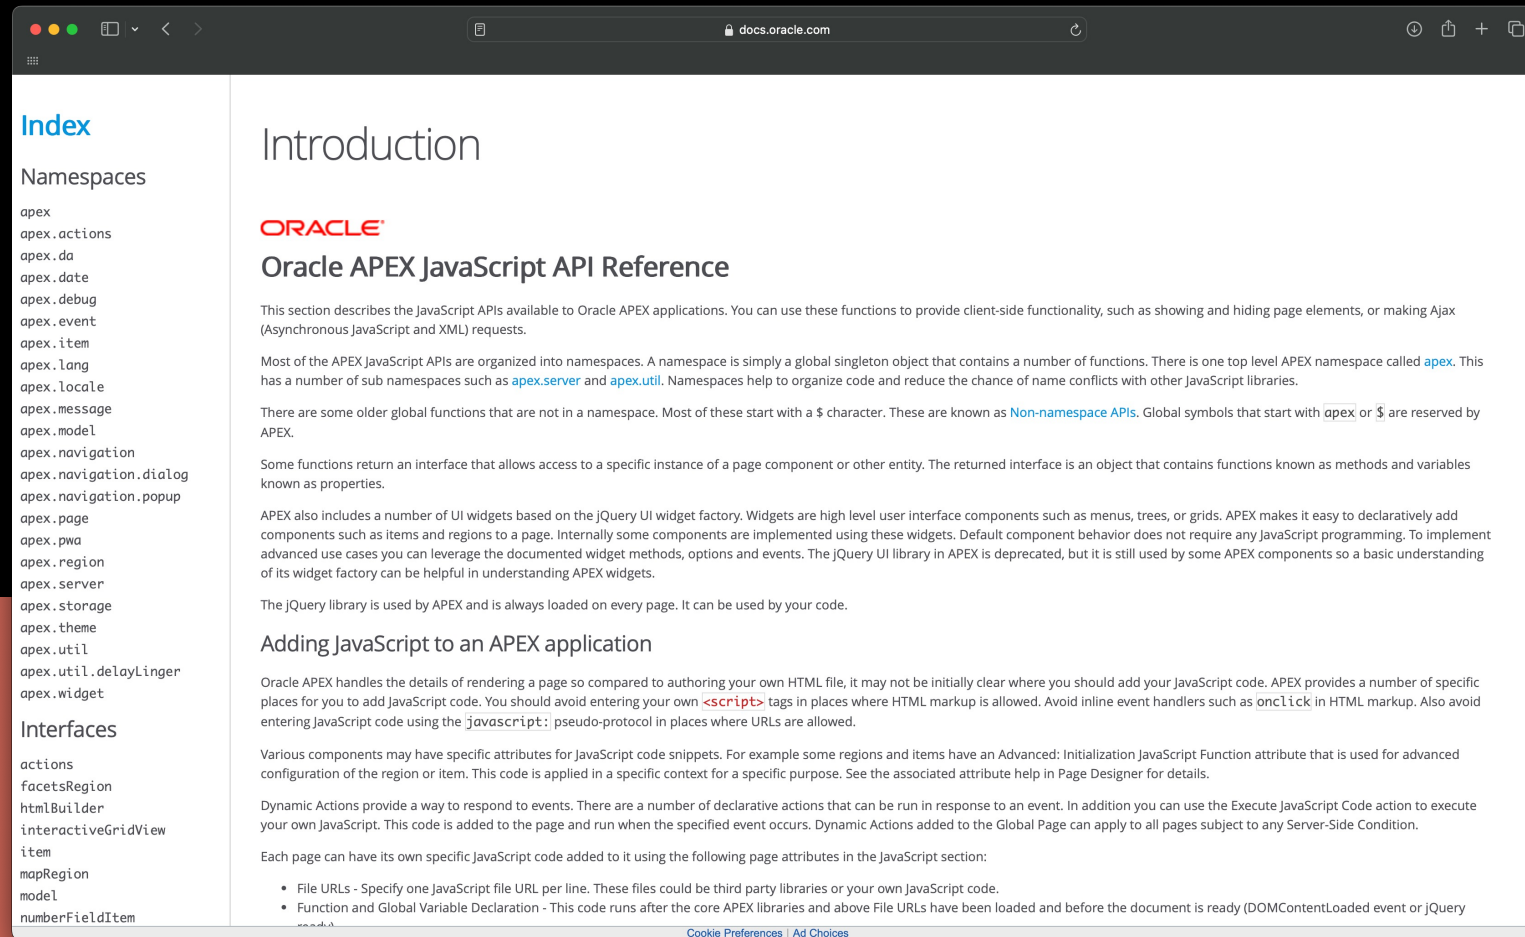 docs.oracle.com
Index
Namespaces
apex
apex.actions
apex.da
apex.date
apex.debug
apex.event
apex.item
apex.lang
apex.locale
apex.message
apex.model
apex.navigation
apex.navigation.dialog
apex.navigation.popup
apex.page
apex.pwa
apex.region
apex.server
apex.storage
apex.theme
apex.util
apex.util.delayLinger
apex.widget
Interfaces
actions
facetsRegion
htmlBuilder
interactiveGridView
item
mapRegion
model
numberFieldItem
Introduction
ORACLE
Oracle APEX JavaScript API Reference
This section describes the JavaScript APIs available to Oracle APEX applications. You can use these functions to provide client-side functionality, such as showing and hiding page elements, or making Ajax
(Asynchronous JavaScript and XML) requests.
Most of the APEX JavaScript APIs are organized into namespaces. A namespace is simply a global singleton object that contains a number of functions. There is one top level APEX namespace called apex. This
has a number of sub namespaces such as apex.server and apex.util. Namespaces help to organize code and reduce the chance of name conflicts with other JavaScript libraries.
There are some older global functions that are not in a namespace. Most of these start with a $ character. These are known as Non-namespace APIs. Global symbols that start with apex or $ are reserved by
APEX.
Some functions return an interface that allows access to a specific instance of a page component or other entity. The returned interface is an object that contains functions known as methods and variables
known as properties.
APEX also includes a number of UI widgets based on the jQuery UI widget factory. Widgets are high level user interface components such as menus, trees, or grids. APEX makes it easy to declaratively add
components such as items and regions to a page. Internally some components are implemented using these widgets. Default component behavior does not require any JavaScript programming. To implement
advanced use cases you can leverage the documented widget methods, options and events. The jQuery UI library in APEX is deprecated, but it is still used by some APEX components so a basic understanding
of its widget factory can be helpful in understanding APEX widgets.
The jQuery library is used by APEX and is always loaded on every page. It can be used by your code.
Adding JavaScript to an APEX application
Oracle APEX handles the details of rendering a page so compared to authoring your own HTML file, it may not be initially clear where you should add your JavaScript code. APEX provides a number of specific
places for you to add JavaScript code. You should avoid entering your own <script> tags in places where HTML markup is allowed. Avoid inline event handlers such as onclick in HTML markup. Also avoid
entering JavaScript code using the javascript: pseudo-protocol in places where URLs are allowed.
Various components may have specific attributes for JavaScript code snippets. For example some regions and items have an Advanced: Initialization JavaScript Function attribute that is used for advanced
configuration of the region or item. This code is applied in a specific context for a specific purpose. See the associated attribute help in Page Designer for details.
Dynamic Actions provide a way to respond to events. There are a number of declarative actions that can be run in response to an event. In addition you can use the Execute JavaScript Code action to execute
your own JavaScript. This code is added to the page and run when the specified event occurs. Dynamic Actions added to the Global Page can apply to all pages subject to any Server-Side Condition.
Each page can have its own specific JavaScript code added to it using the following page attributes in the JavaScript section:
• File URLs - Specify one JavaScript file URL per line. These files could be third party libraries or your own JavaScript code.
• Function and Global Variable Declaration - This code runs after the core APEX libraries and above File URLs have been loaded and before the document is ready (DOMContentLoaded event or jQuery
Cookie Preferences | Ad Choices